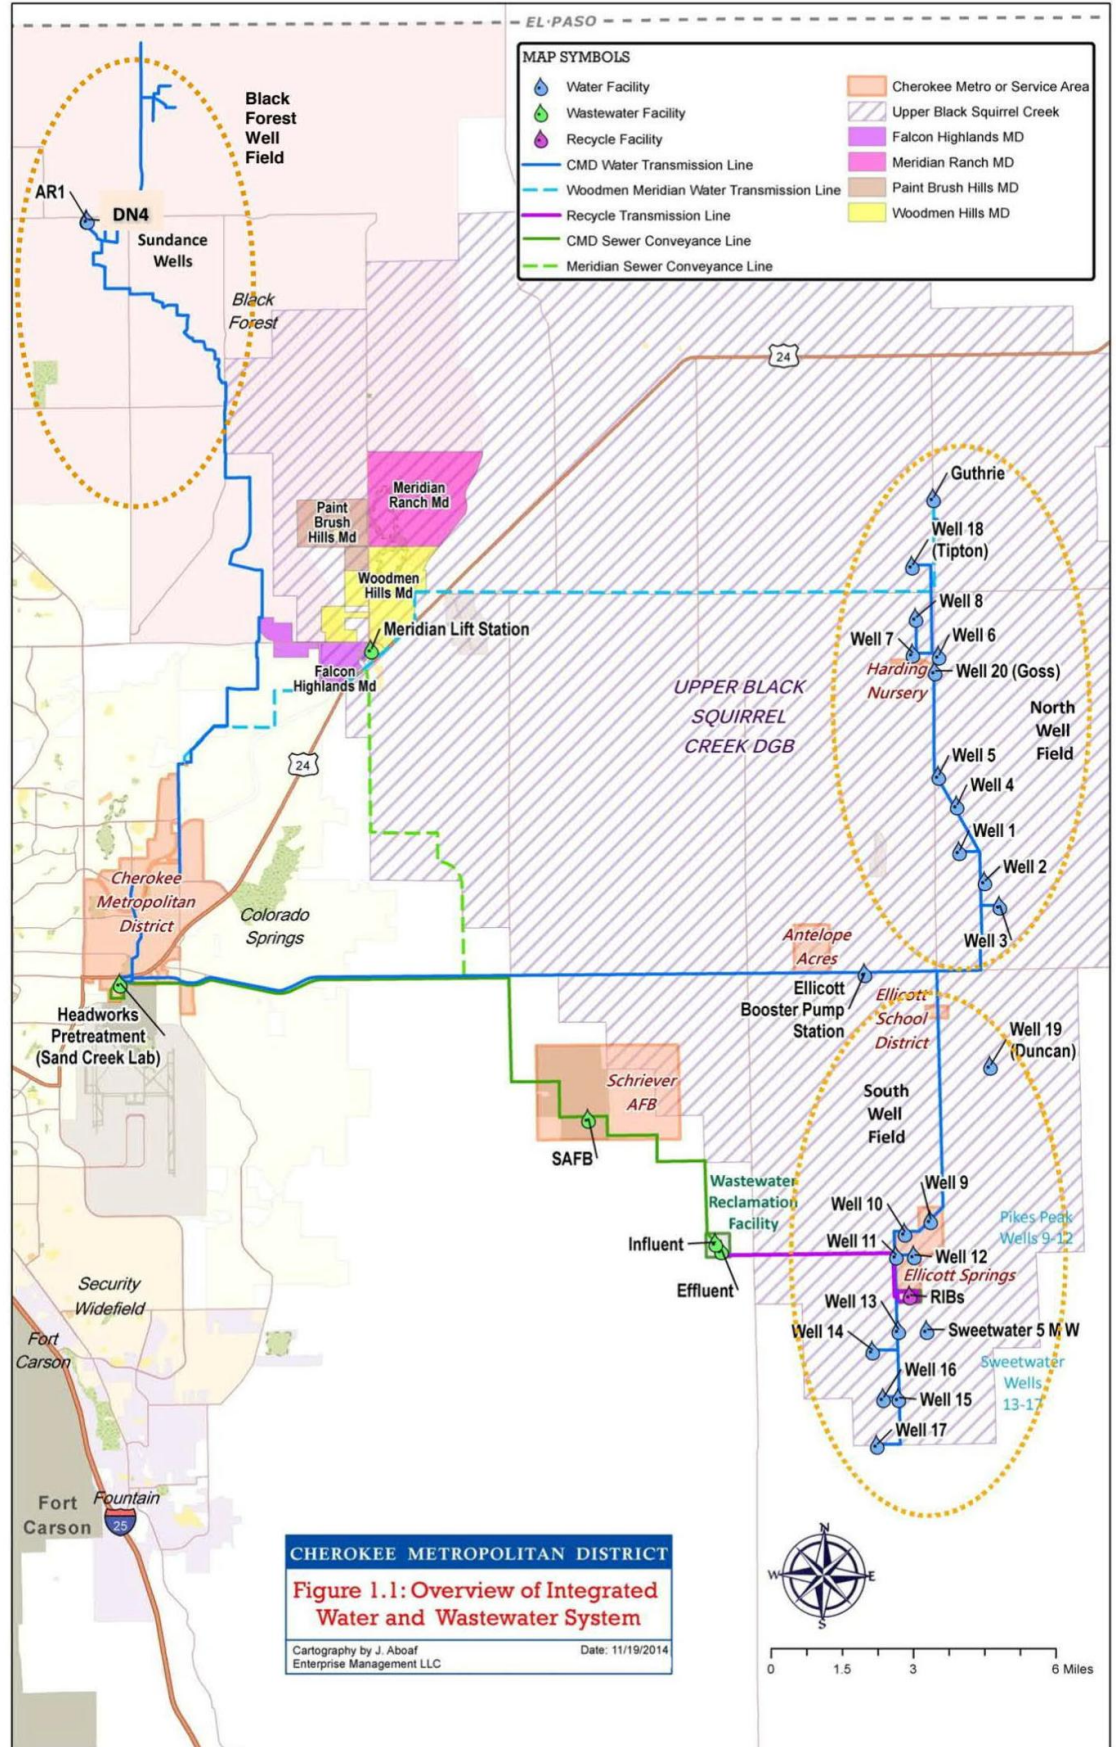 EL PASO
MAP SYMBOLS
Water Facility
Wastewater Facility
Recycle Facility
CMD Water Transmission Line
Woodmen Meridian Water Transmission Line
Recycle Transmission Line
CMD Sewer Conveyance Line
Meridian Sewer Conveyance Line
Cherokee Metro or Service Area
Upper Black Squirrel Creek
Falcon Highlands MD
Meridian Ranch MD
Paint Brush Hills MD
Woodmen Hills MD
Black
Forest
Well
Field
AR1
DN4
Sundance
Wells
Black
Forest
24
Meridian
Ranch Md
Paint
Brush
Hills Md
Woodmen
Hills Md
Meridian Lift Station
Falcon
Highlands Md
24
Guthrie
Well 18
(Tipton)
Well 8
Well 7
Well 6
Harding
Nursery
Well 20 (Goss)
UPPER BLACK
SQUIRREL
CREEK DGB
North
Well
Field
Well 5
Well 4
Well 1
Well 2
Well 3
Cherokee
Metropolitan
District
Colorado
Springs
Antelope
Acres
Ellicott
Booster Pump
Station
Ellicott
School
District
Headworks
Pretreatment
(Sand Creek Lab)
Well 19
(Duncan)
Schriever
AFB
SAFB
South
Well
Field
Wastewater
Reclamation
Facility
Influent
Effluent
Well 9
Well 10
Pikes Peak
Wells 9-12
Well 11
Well 12
Ellicott Springs
RIBs
Well 13
Well 14
Sweetwater 5 M W
Sweetwater
Wells
13-17
Well 16
Well 15
Well 17
Security
Widefield
Fort
Carson
Fountain
Fort
Carson
25
CHEROKEE METROPOLITAN DISTRICT
Figure 1.1: Overview of Integrated
Water and Wastewater System
Cartography by J. Aboaf
Enterprise Management LLC
Date: 11/19/2014
N
W
E
S
0 1.5 3 6 Miles